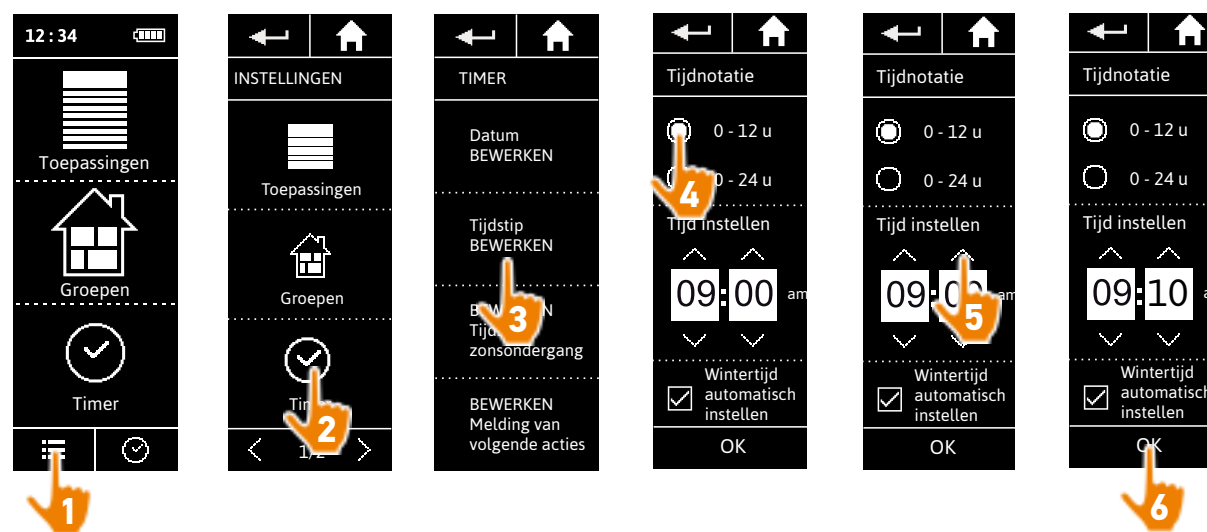 12:34
Toepassingen
Groepen
Timer
1
INSTELLINGEN
Toepassingen
Groepen
2
TIMER
Datum
BEWERKEN
Tijdstip
BEWERKEN
3
zonsondergang
BEWERKEN
Melding van
volgende acties
Tijdnotatie
0 - 12 u
4
0 - 24 u
Tijd instellen
09:00 am
Wintertijd
automatisch
instellen
OK
Tijdnotatie
0 - 12 u
0 - 24 u
Tijd instellen
09
5
Wintertijd
automatisch
instellen
OK
Tijdnotatie
0 - 12 u
0 - 24 u
Tijd instellen
09:10
Wintertijd
automatisch
instellen
OK
6